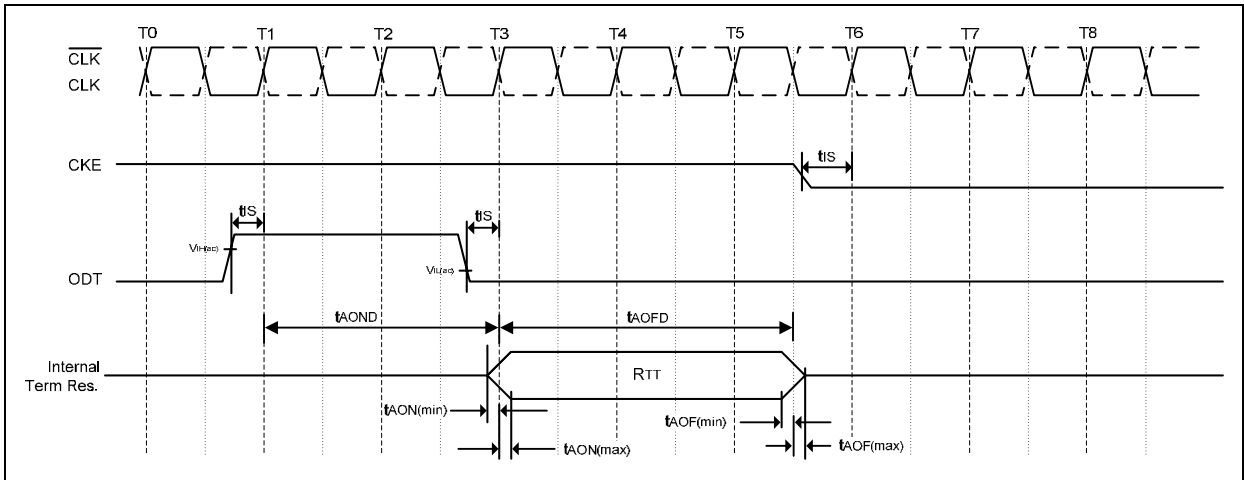 T0 T1 T2 T3 T4 T5 T6 T7 T8
CLK
CLK
CKE
tIS
tIS
tIS
VIH(ac)
VIL(ac)
ODT
tAOND
tAOFD
Internal
Term Res.
RTT
tAON(min)
tAOF(min)
tAON(max)
tAOF(max)